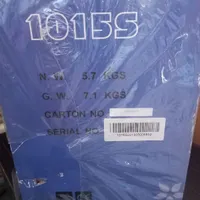 1015S
N. W. 5.7 KGS
G. W. 7.1 KGS
CARTON NO
SERIAL NO